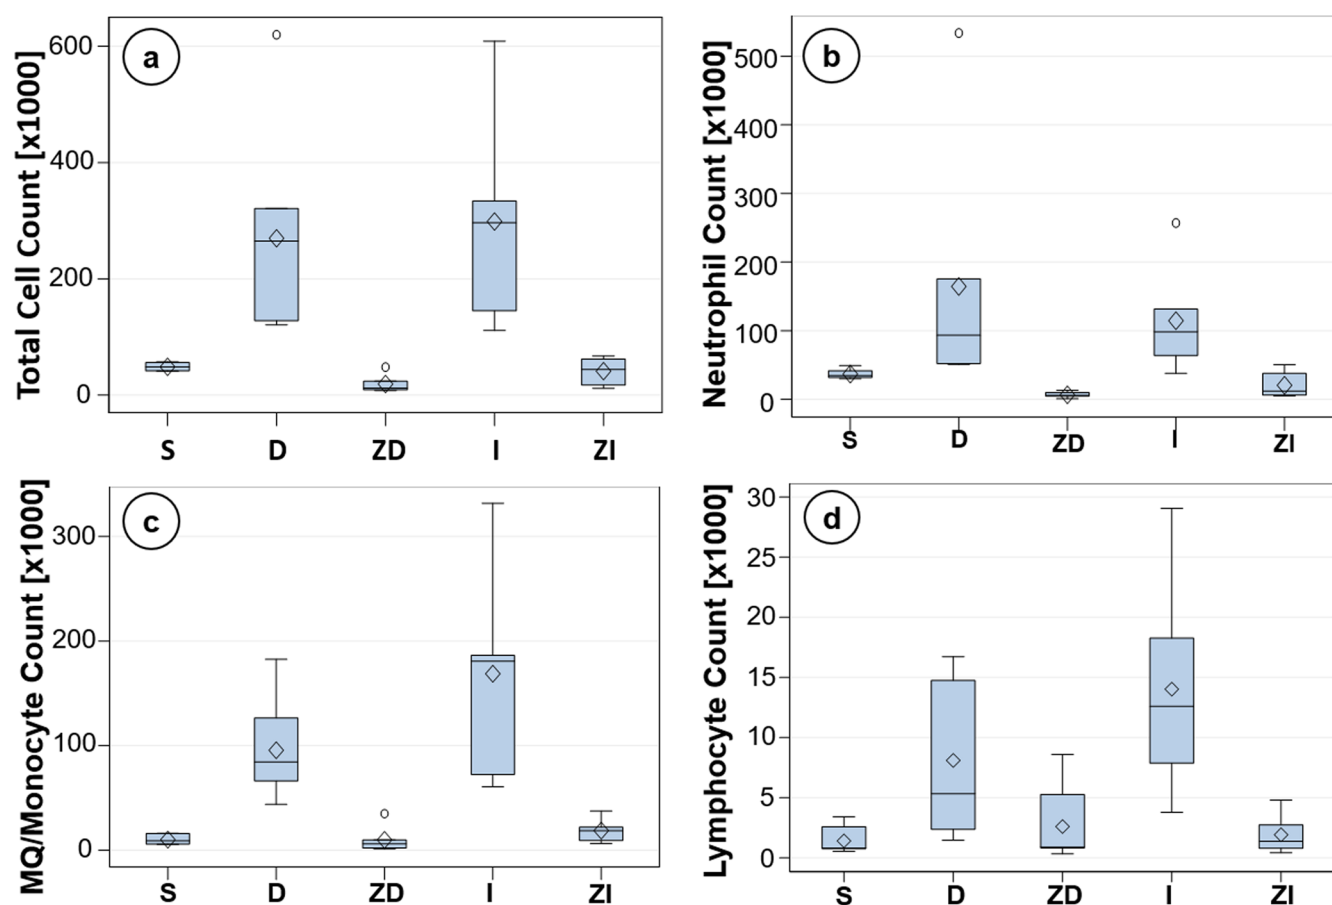 a
Total Cell Count [x1000]
600
400
200
0
S D ZD I ZI
b
Neutrophil Count [x1000]
500
400
300
200
100
0
S D ZD I ZI
c
MQ/Monocyte Count [x1000]
300
200
100
0
S D ZD I ZI
d
Lymphocyte Count [x1000]
30
25
20
15
10
5
0
S D ZD I ZI